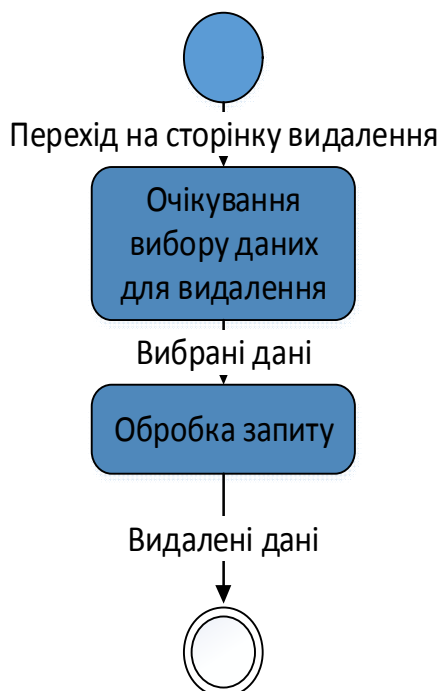 Перехід на сторінку видалення
Очікування
вибору даних
для видалення
Вибрані дані
Обробка запиту
Видалені дані